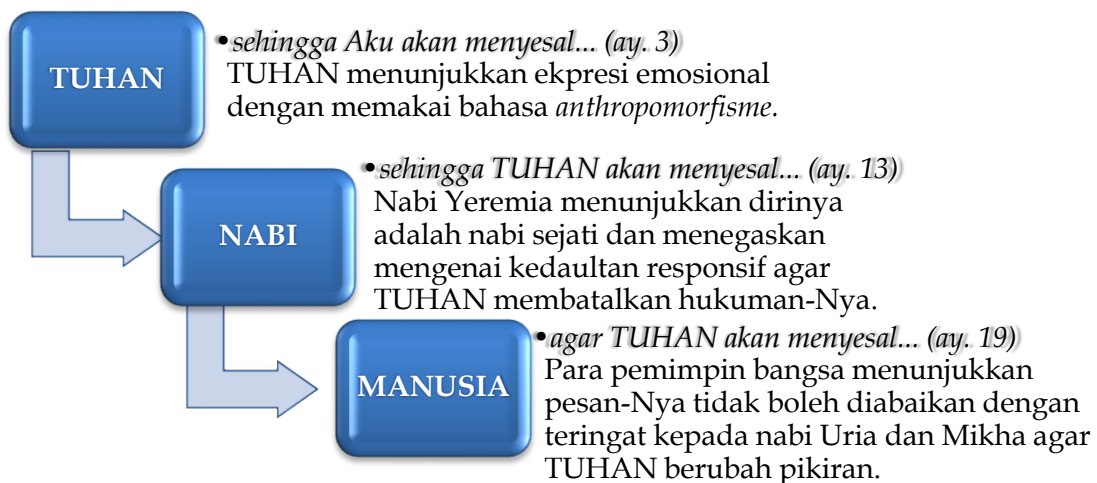 TUHAN
•sehingga Aku akan menyesal... (ay. 3)
TUHAN menunjukkan ekpresi emosional
dengan memakai bahasa anthropomorfisme.
NABI
•sehingga TUHAN akan menyesal... (ay. 13)
Nabi Yeremia menunjukkan dirinya
adalah nabi sejati dan menegaskan
mengenai kedaultan responsif agar
TUHAN membatalkan hukuman-Nya.
MANUSIA
•agar TUHAN akan menyesal... (ay. 19)
Para pemimpin bangsa menunjukkan
pesan-Nya tidak boleh diabaikan dengan
teringat kepada nabi Uria dan Mikha agar
TUHAN berubah pikiran.